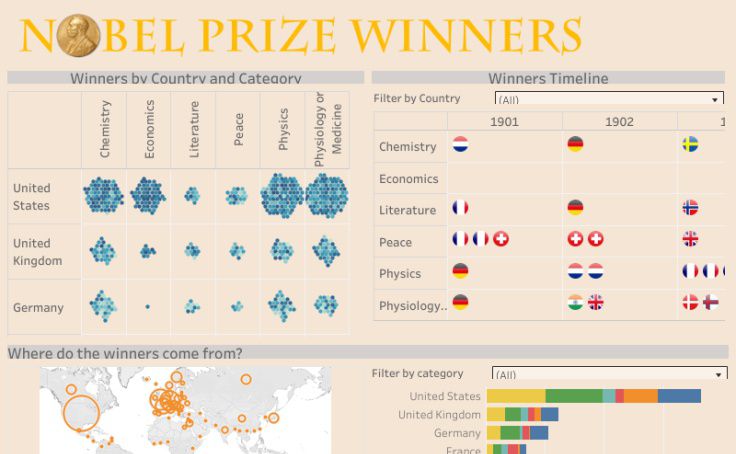 NOBEL PRIZE WINNERS
Winners by Country and Category
Winners Timeline
Filter by Country
(All)
Chemistry
Economics
Literature
Peace
Physics
Physiology or Medicine
United States
United Kingdom
Germany
1901
1902
1
Chemistry
Economics
Literature
Peace
Physics
Physiology..
Where do the winners come from?
Filter by category
(All)
United States
United Kingdom
Germany
France